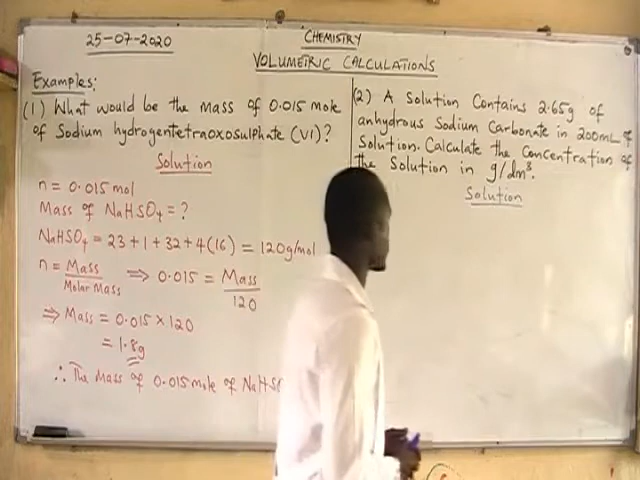 25-07-2020
CHEMISTRY
VOLUMETRIC CALCULATIONS
Examples:
(1) What would be the mass of 0.015 mole
of Sodium hydrogentetraoxosulphate (VI)?
Solution
n = 0.015 mol
Mass of NaHSO₄ = ?
NaHSO₄ = 23 + 1 + 32 + 4(16) = 120g/mol
n = Mass / Molar Mass ⟹ 0.015 = Mass / 120
⟹ Mass = 0.015 × 120
= 1.8g
∴ The Mass of 0.015 mole of
(2) A Solution Contains 2.65g of
anhydrous Sodium Carbonate in 200mL of
Solution. Calculate the Concentration of
the Solution in g/dm³.
Solution